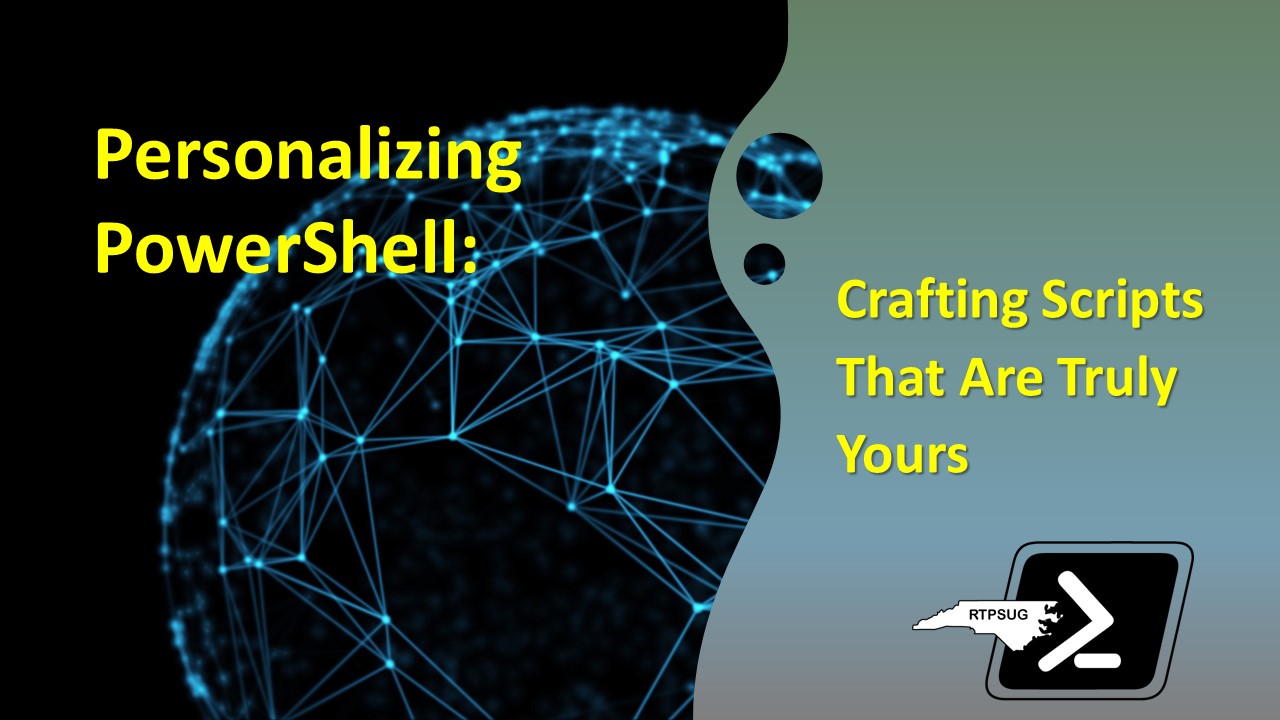 Personalizing
PowerShell:
Crafting Scripts
That Are Truly
Yours
RTPSUG